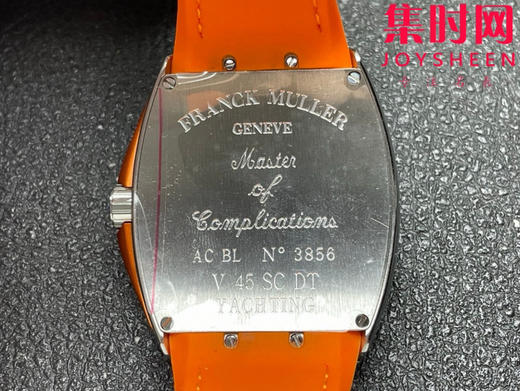 集时网
JOYSHEEN
FRANCK MULLER
GENEVE
Master
of
Complications
AC BL N° 3856
V 45 SC DT
YACHTING